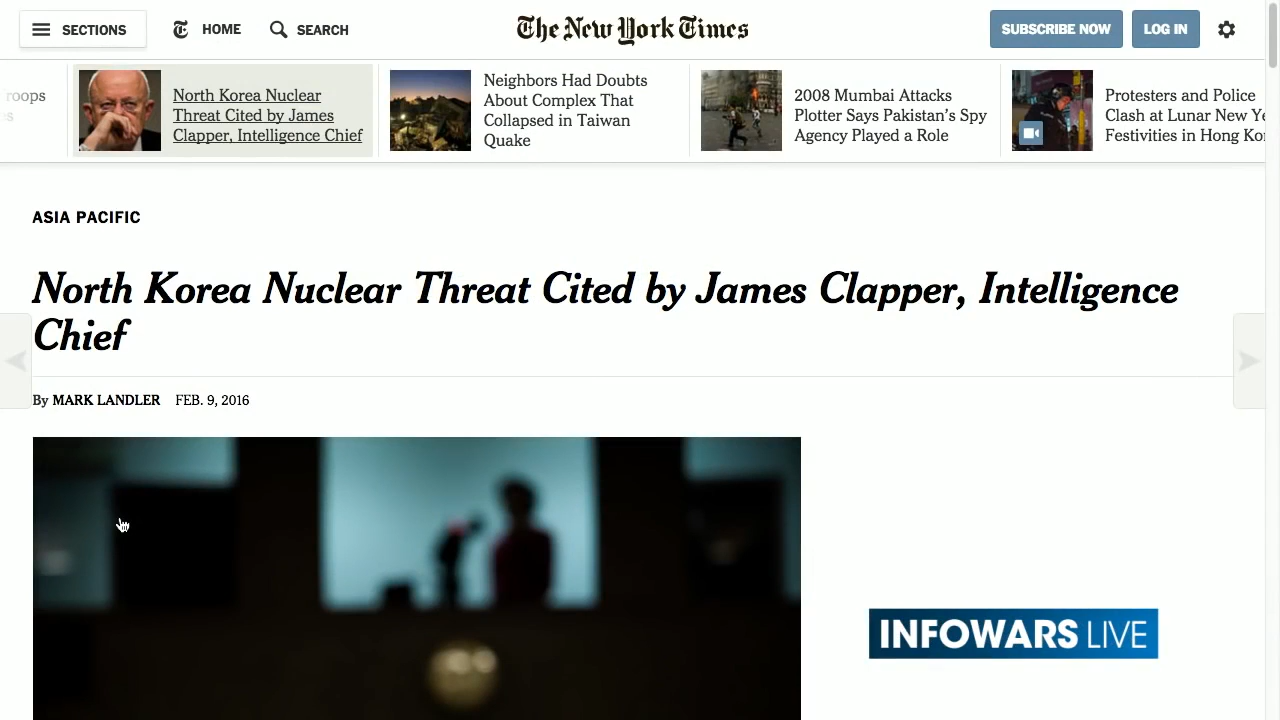 SECTIONS
HOME
SEARCH
The New York Times
SUBSCRIBE NOW
LOG IN
roops
es
North Korea Nuclear
Threat Cited by James
Clapper, Intelligence Chief
Neighbors Had Doubts
About Complex That
Collapsed in Taiwan
Quake
2008 Mumbai Attacks
Plotter Says Pakistan's Spy
Agency Played a Role
Protesters and Police
Clash at Lunar New Ye
Festivities in Hong Ko
ASIA PACIFIC
North Korea Nuclear Threat Cited by James Clapper, Intelligence
Chief
By MARK LANDLER FEB. 9, 2016
INFOWARS LIVE